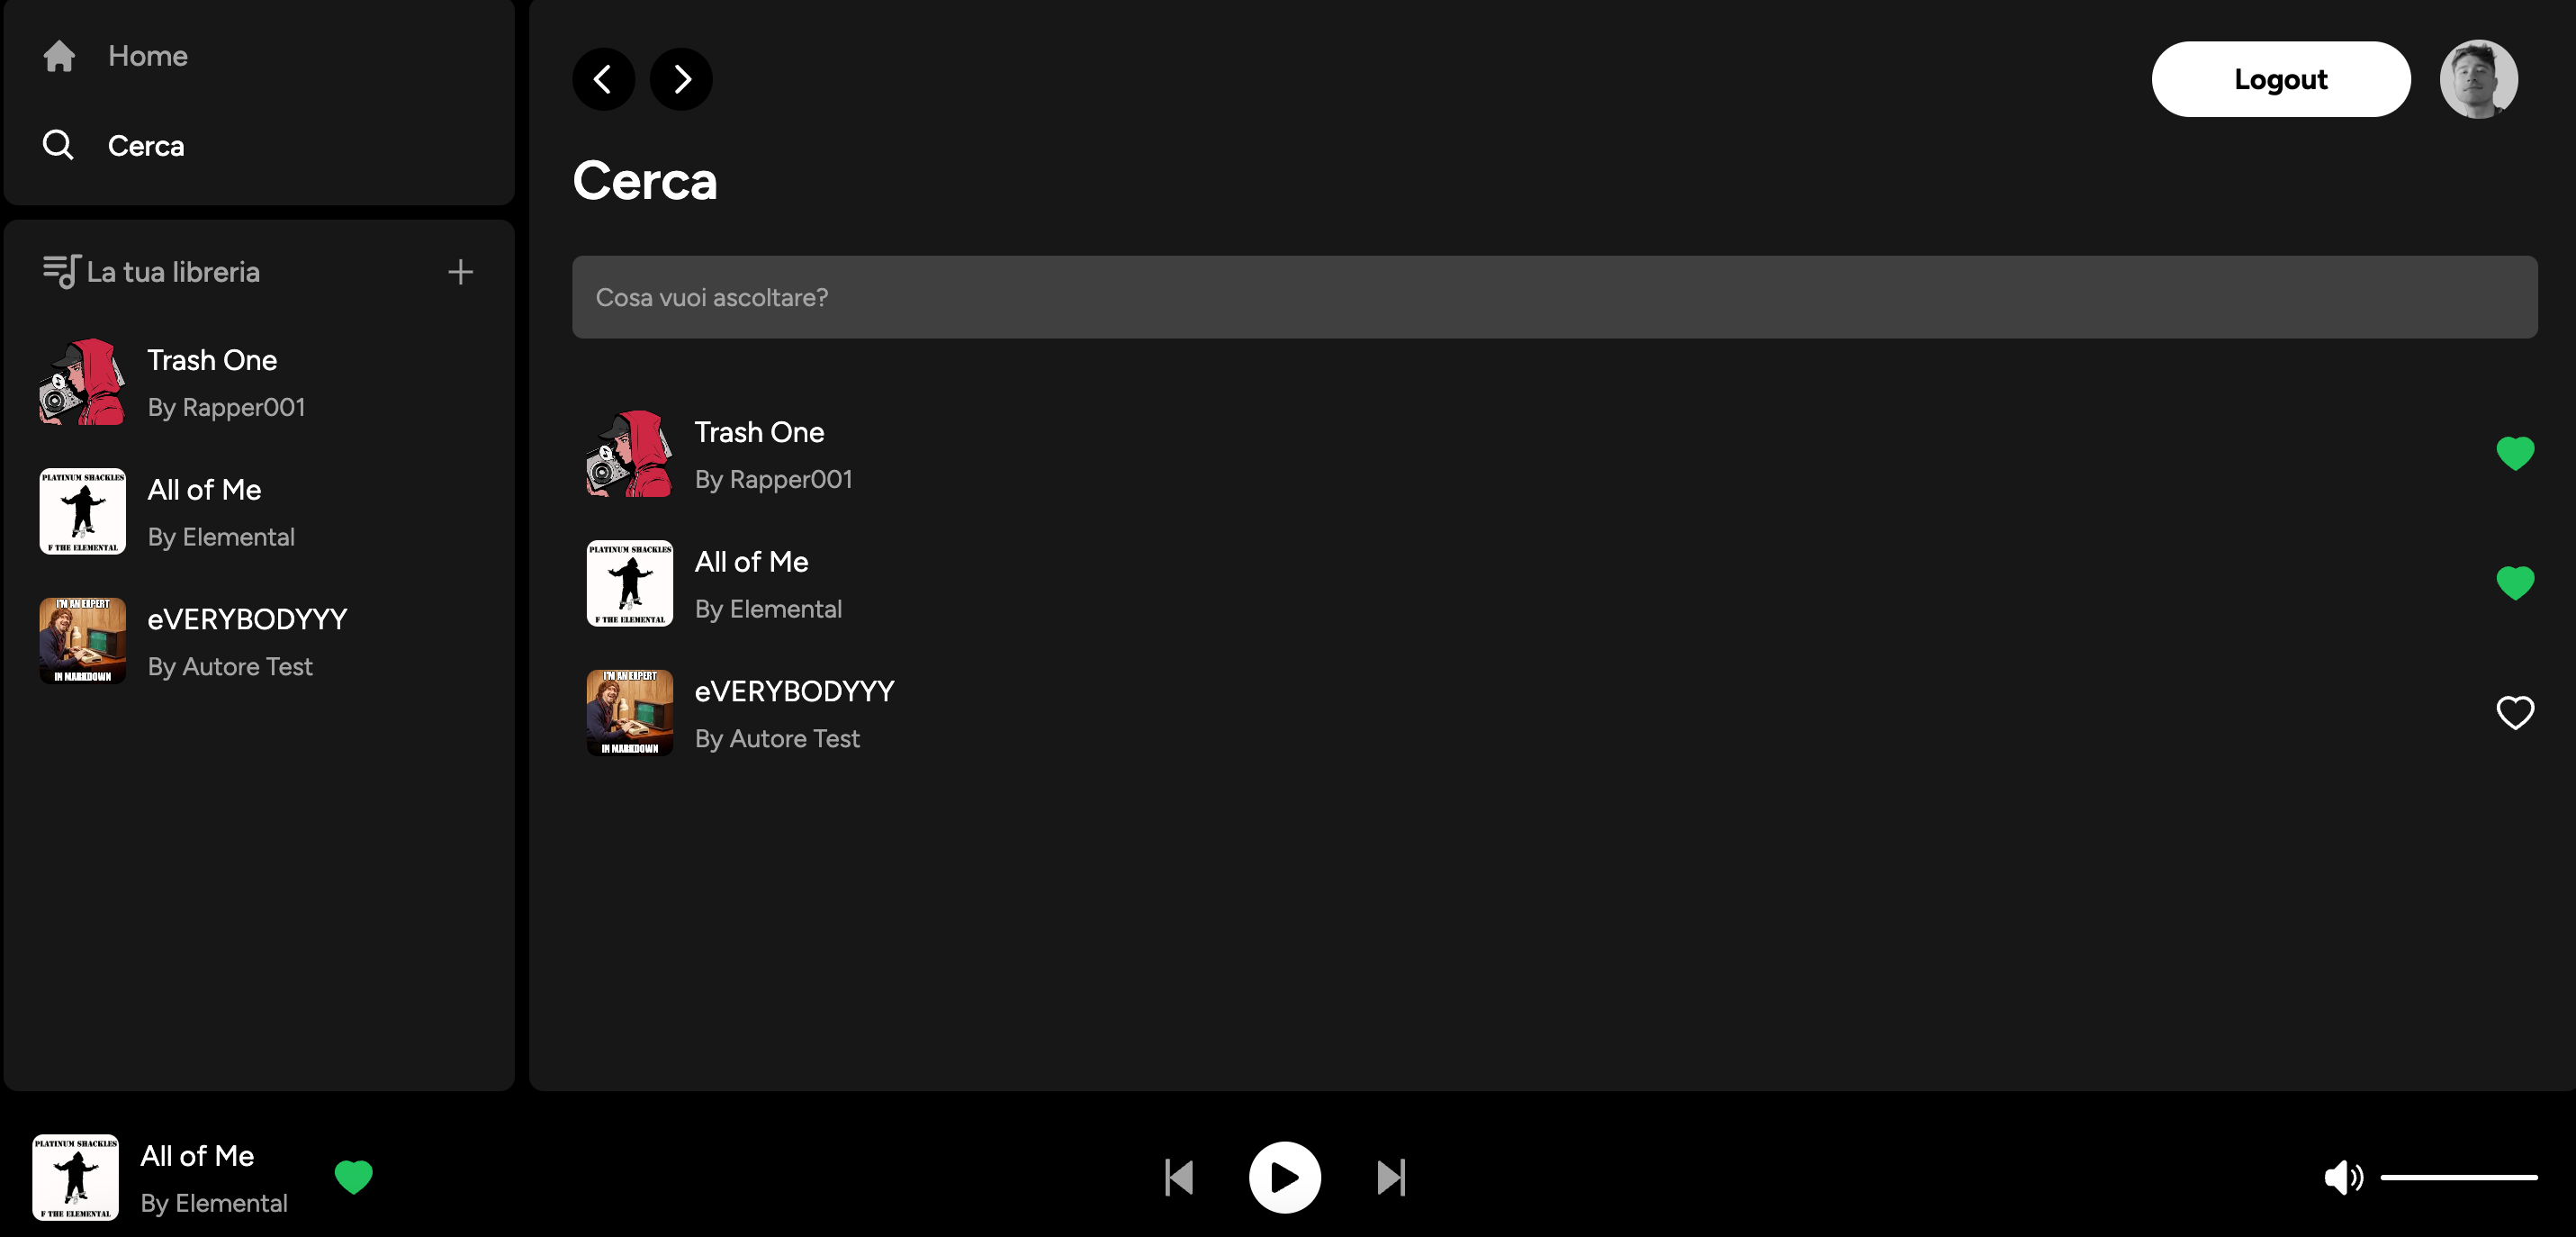 Home
Cerca
La tua libreria
Trash One
By Rapper001
PLATINUM SHACKLES
F THE ELEMENTAL
All of Me
By Elemental
I'M AN EXPERT
IN MARKDOWN
eVERYBODYYY
By Autore Test
Logout
Cerca
Cosa vuoi ascoltare?
Trash One
By Rapper001
PLATINUM SHACKLES
F THE ELEMENTAL
All of Me
By Elemental
I'M AN EXPERT
IN MARKDOWN
eVERYBODYYY
By Autore Test
PLATINUM SHACKLES
F THE ELEMENTAL
All of Me
By Elemental